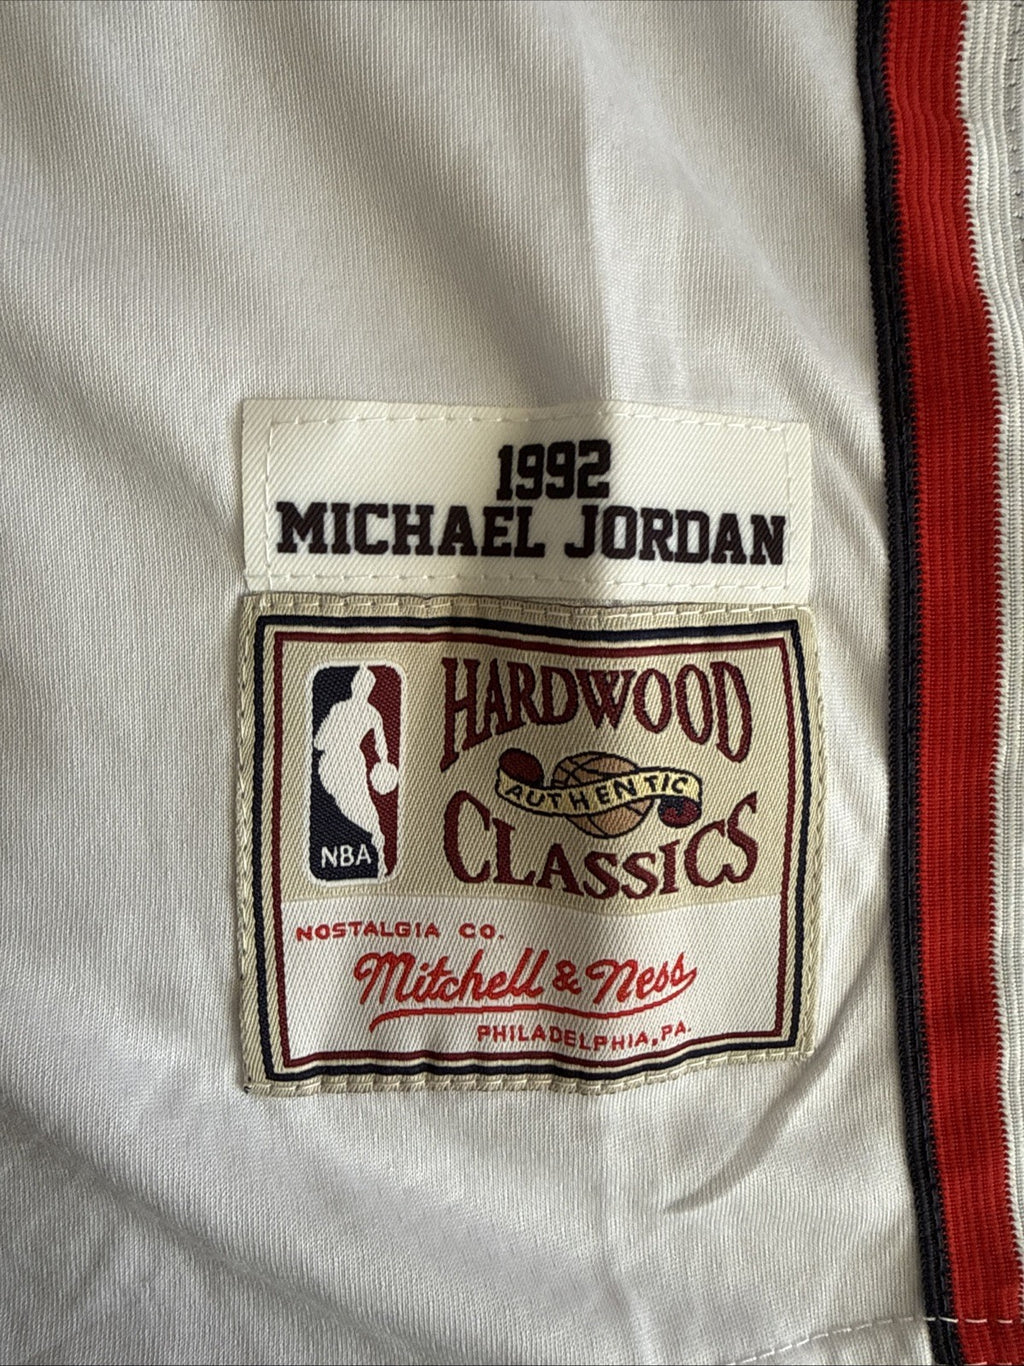 1992
MICHAEL JORDAN
HARDWOOD
AUTHENTIC
CLASSICS
NBA
NOSTALGIA CO.
Mitchell & Ness
PHILADELPHIA, PA.